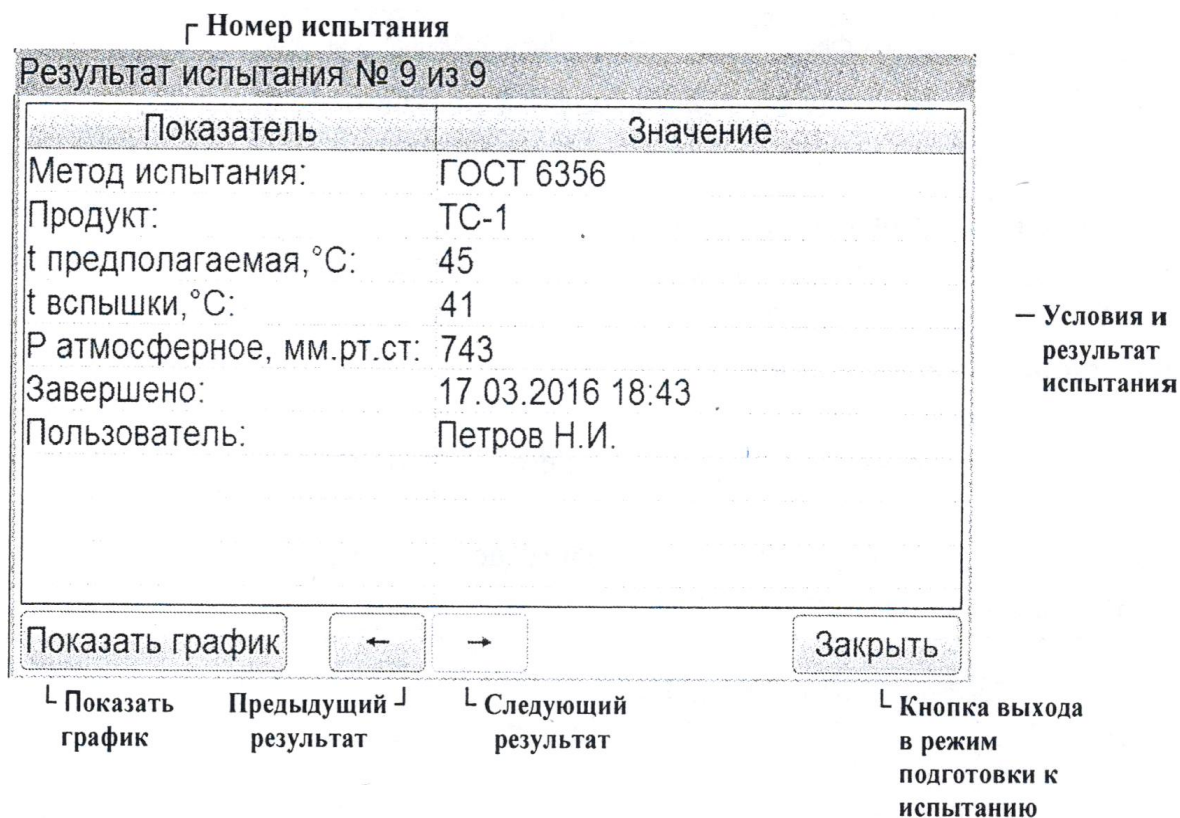 Номер испытания
Результат испытания № 9 из 9
Показатель Значение
Метод испытания: ГОСТ 6356
Продукт: ТС-1
t предполагаемая,°C: 45
t вспышки,°C: 41
Р атмосферное, мм.рт.ст: 743
Завершено: 17.03.2016 18:43
Пользователь: Петров Н.И.
Условия и
результат
испытания
Показать график ← → Закрыть
Показать
график
Предыдущий
результат
Следующий
результат
Кнопка выхода
в режим
подготовки к
испытанию